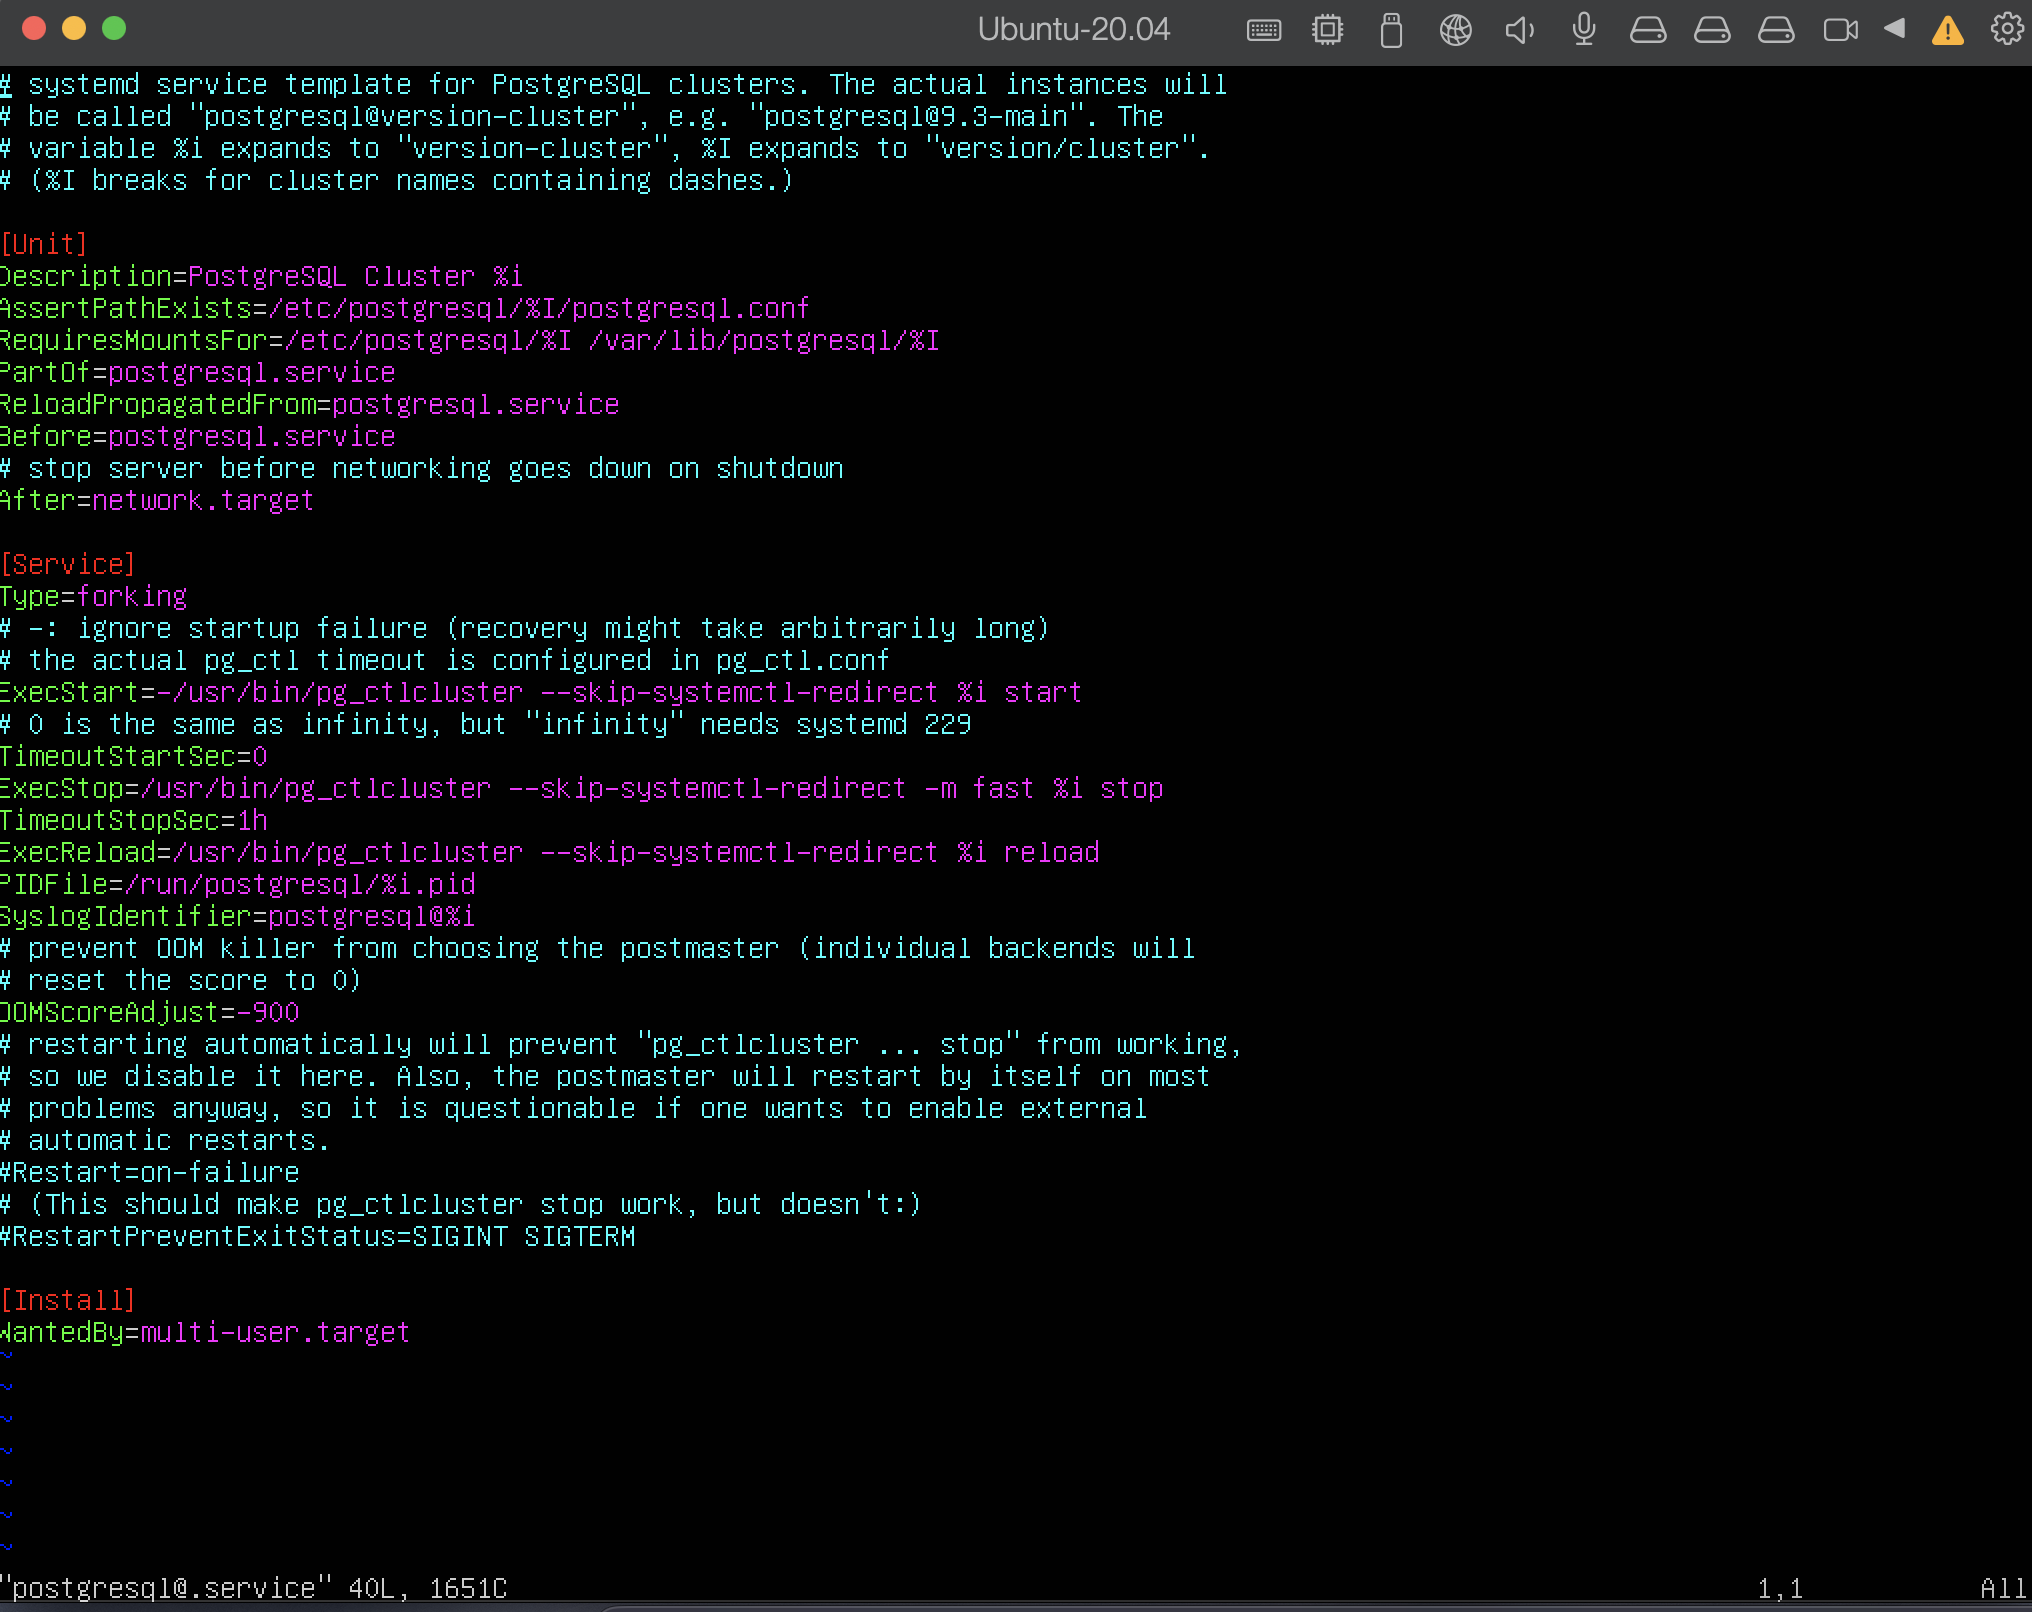 Ubuntu-20.04
# systemd service template for PostgreSQL clusters. The actual instances will
# be called "postgresql@version-cluster", e.g. "postgresql@9.3-main". The
# variable %i expands to "version-cluster", %I expands to "version/cluster".
# (%I breaks for cluster names containing dashes.)
[Unit]
Description=PostgreSQL Cluster %i
AssertPathExists=/etc/postgresql/%I/postgresql.conf
RequiresMountsFor=/etc/postgresql/%I /var/lib/postgresql/%I
PartOf=postgresql.service
ReloadPropagatedFrom=postgresql.service
Before=postgresql.service
# stop server before networking goes down on shutdown
After=network.target
[Service]
Type=forking
# -: ignore startup failure (recovery might take arbitrarily long)
# the actual pg_ctl timeout is configured in pg_ctl.conf
ExecStart=-/usr/bin/pg_ctlcluster --skip-systemctl-redirect %i start
# 0 is the same as infinity, but "infinity" needs systemd 229
TimeoutStartSec=0
ExecStop=/usr/bin/pg_ctlcluster --skip-systemctl-redirect -m fast %i stop
TimeoutStopSec=1h
ExecReload=/usr/bin/pg_ctlcluster --skip-systemctl-redirect %i reload
PIDFile=/run/postgresql/%i.pid
SyslogIdentifier=postgresql@%i
# prevent OOM killer from choosing the postmaster (individual backends will
# reset the score to 0)
OOMScoreAdjust=-900
# restarting automatically will prevent "pg_ctlcluster ... stop" from working,
# so we disable it here. Also, the postmaster will restart by itself on most
# problems anyway, so it is questionable if one wants to enable external
# automatic restarts.
#Restart=on-failure
# (This should make pg_ctlcluster stop work, but doesn't:)
#RestartPreventExitStatus=SIGINT SIGTERM
[Install]
WantedBy=multi-user.target
~
~
~
~
~
~
~
"postgresql@.service" 40L, 1651C 1,1 All